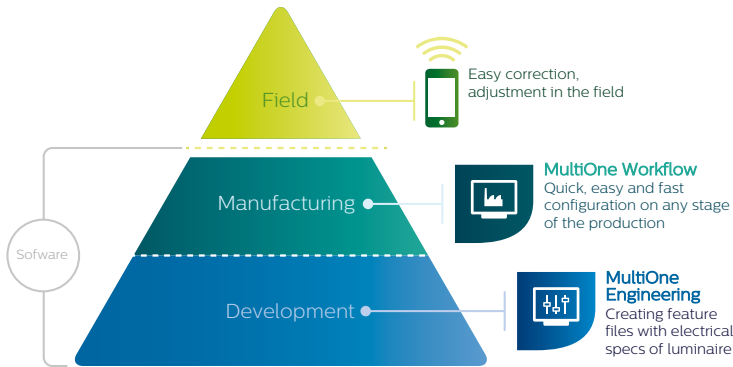 Field
Easy correction,
adjustment in the field
Manufacturing
MultiOne Workflow
Quick, easy and fast
configuration on any stage
of the production
Sofware
Development
MultiOne
Engineering
Creating feature
files with electrical
specs of luminaire